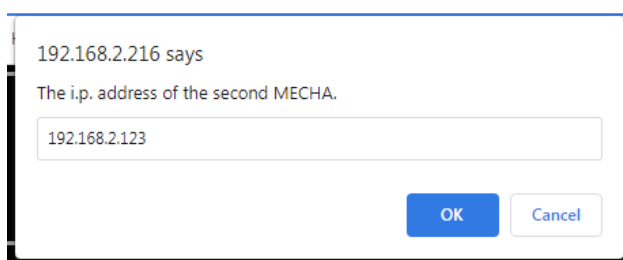 192.168.2.216 says
The i.p. address of the second MECHA.
192.168.2.123
OK Cancel